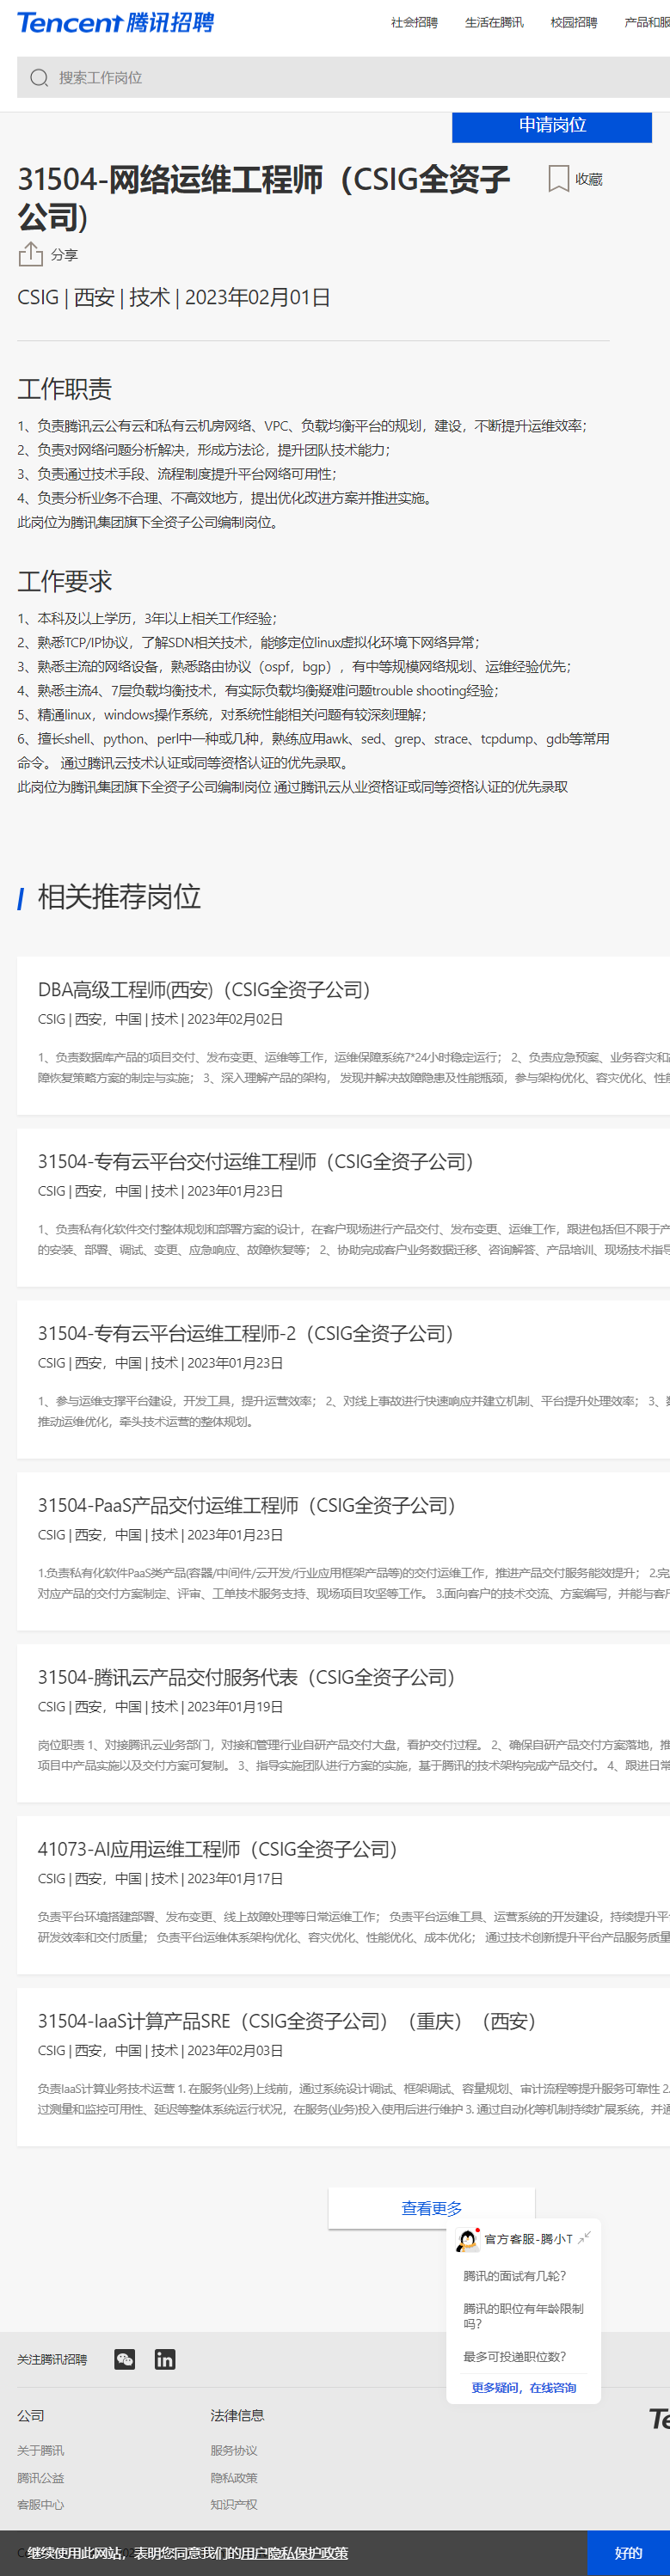 Tencent 腾讯招聘
社会招聘 生活在腾讯 校园招聘 产品和服
搜索工作岗位
申请岗位
31504-网络运维工程师（CSIG全资子
公司)
收藏
分享
CSIG | 西安 | 技术 | 2023年02月01日
工作职责
1、负责腾讯云公有云和私有云机房网络、VPC、负载均衡平台的规划，建设，不断提升运维效率；
2、负责对网络问题分析解决，形成方法论，提升团队技术能力；
3、负责通过技术手段、流程制度提升平台网络可用性；
4、负责分析业务不合理、不高效地方，提出优化改进方案并推进实施。
此岗位为腾讯集团旗下全资子公司编制岗位。
工作要求
1、本科及以上学历，3年以上相关工作经验；
2、熟悉TCP/IP协议，了解SDN相关技术，能够定位linux虚拟化环境下网络异常；
3、熟悉主流的网络设备，熟悉路由协议（ospf，bgp），有中等规模网络规划、运维经验优先；
4、熟悉主流4、7层负载均衡技术，有实际负载均衡疑难问题trouble shooting经验；
5、精通linux，windows操作系统，对系统性能相关问题有较深刻理解；
6、擅长shell、python、perl中一种或几种，熟练应用awk、sed、grep、strace、tcpdump、gdb等常用
命令。 通过腾讯云技术认证或同等资格认证的优先录取。
此岗位为腾讯集团旗下全资子公司编制岗位 通过腾讯云从业资格证或同等资格认证的优先录取
相关推荐岗位
DBA高级工程师(西安)（CSIG全资子公司）
CSIG | 西安，中国 | 技术 | 2023年02月02日
1、负责数据库产品的项目交付、发布变更、运维等工作，运维保障系统7*24小时稳定运行； 2、负责应急预案、业务容灾和故
障恢复策略方案的制定与实施； 3、深入理解产品的架构， 发现并解决故障隐患及性能瓶颈，参与架构优化、容灾优化、性能
31504-专有云平台交付运维工程师（CSIG全资子公司）
CSIG | 西安，中国 | 技术 | 2023年01月23日
1、负责私有化软件交付整体规划和部署方案的设计，在客户现场进行产品交付、发布变更、运维工作，跟进包括但不限于产
的安装、部署、调试、变更、应急响应、故障恢复等； 2、协助完成客户业务数据迁移、咨询解答、产品培训、现场技术指导
31504-专有云平台运维工程师-2（CSIG全资子公司）
CSIG | 西安，中国 | 技术 | 2023年01月23日
1、参与运维支撑平台建设，开发工具，提升运营效率； 2、对线上事故进行快速响应并建立机制、平台提升处理效率； 3、
推动运维优化，牵头技术运营的整体规划。
31504-PaaS产品交付运维工程师（CSIG全资子公司）
CSIG | 西安，中国 | 技术 | 2023年01月23日
1.负责私有化软件PaaS类产品(容器/中间件/云开发/行业应用框架产品等)的交付运维工作，推进产品交付服务能效提升； 2.完
对应产品的交付方案制定、评审、工单技术服务支持、现场项目攻坚等工作。 3.面向客户的技术交流、方案编写，并能与客户
31504-腾讯云产品交付服务代表（CSIG全资子公司）
CSIG | 西安，中国 | 技术 | 2023年01月19日
岗位职责 1、对接腾讯云业务部门，对接和管理行业自研产品交付大盘，看护交付过程。 2、确保自研产品交付方案落地，推
项目中产品实施以及交付方案可复制。 3、指导实施团队进行方案的实施，基于腾讯的技术架构完成产品交付。 4、跟进日常
41073-AI应用运维工程师（CSIG全资子公司）
CSIG | 西安，中国 | 技术 | 2023年01月17日
负责平台环境搭建部署、发布变更、线上故障处理等日常运维工作； 负责平台运维工具、运营系统的开发建设，持续提升平
研发效率和交付质量； 负责平台运维体系架构优化、容灾优化、性能优化、成本优化； 通过技术创新提升平台产品服务质量
31504-IaaS计算产品SRE（CSIG全资子公司）（重庆）（西安）
CSIG | 西安，中国 | 技术 | 2023年02月03日
负责IaaS计算业务技术运营 1. 在服务(业务)上线前，通过系统设计调试、框架调试、容量规划、审计流程等提升服务可靠性 2.
过测量和监控可用性、延迟等整体系统运行状况，在服务(业务)投入使用后进行维护 3. 通过自动化等机制持续扩展系统，并通
查看更多
官方客服-腾小T
腾讯的面试有几轮？
腾讯的职位有年龄限制
吗？
最多可投递职位数？
更多疑问，在线咨询
关注腾讯招聘
公司 法律信息
Te
关于腾讯 服务协议
腾讯公益 隐私政策
客服中心 知识产权
继续使用此网站，表明您同意我们的用户隐私保护政策 好的